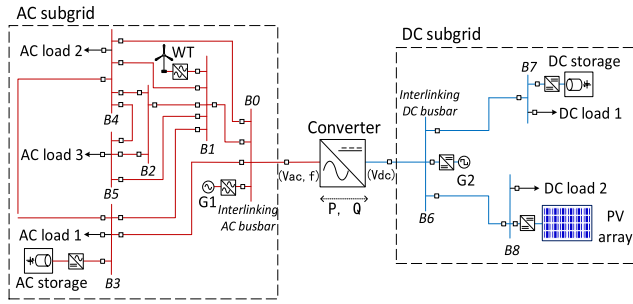 AC subgrid
DC subgrid
AC load 2
WT
B0
B7
DC storage
Interlinking
DC busbar
DC load 1
B4
B1
Converter
AC load 3
B2
(Vac, f)
(Vdc)
G2
B5
G1
P, Q
DC load 2
Interlinking
AC busbar
B6
PV
array
AC load 1
B8
AC storage
B3